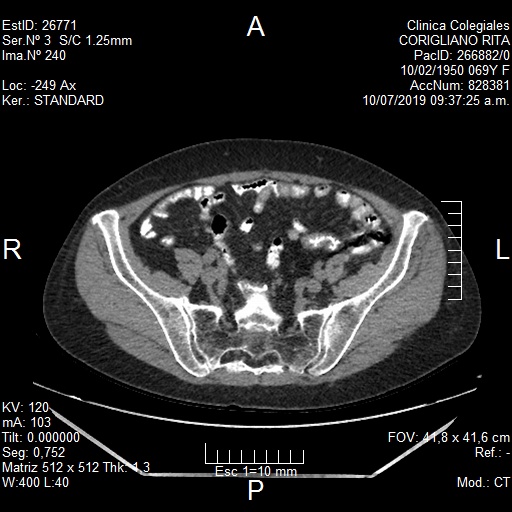 EstID: 26771
Ser.Nº 3 S/C 1.25mm
Ima.Nº 240
Loc: -249 Ax
Ker.: STANDARD
A
Clinica Colegiales
CORIGLIANO RITA
PacID: 266882/0
10/02/1950 069Y F
AccNum: 828381
10/07/2019 09:37:25 a.m.
R
L
KV: 120
mA: 103
Tilt: 0.000000
Seg: 0,752
Matriz 512 x 512 Thk: 1.3
W:400 L:40
Esc 1=10 mm
P
FOV: 41,8 x 41,6 cm
Ref.: -
Mod.: CT